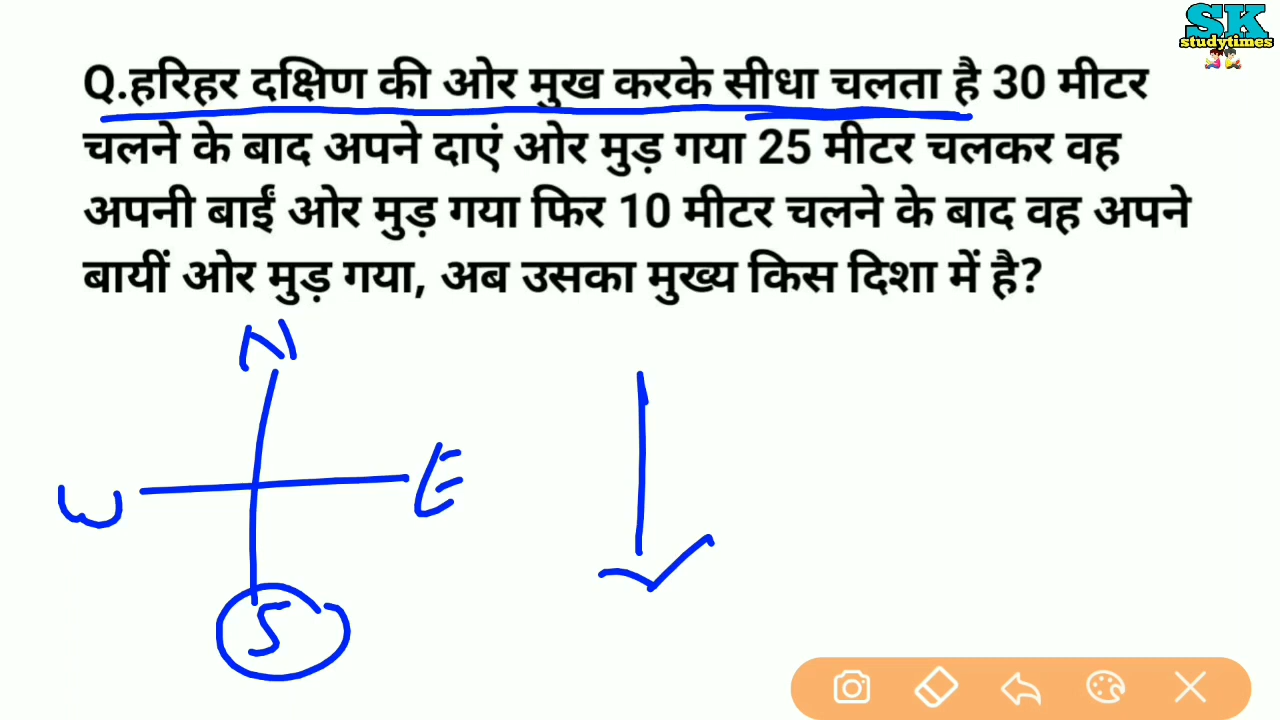 SK
studytimes
Q.हरिहर दक्षिण की ओर मुख करके सीधा चलता है 30 मीटर
चलने के बाद अपने दाएं ओर मुड़ गया 25 मीटर चलकर वह
अपनी बाईं ओर मुड़ गया फिर 10 मीटर चलने के बाद वह अपने
बायीं ओर मुड़ गया, अब उसका मुख्य किस दिशा में है?
N
W E
S